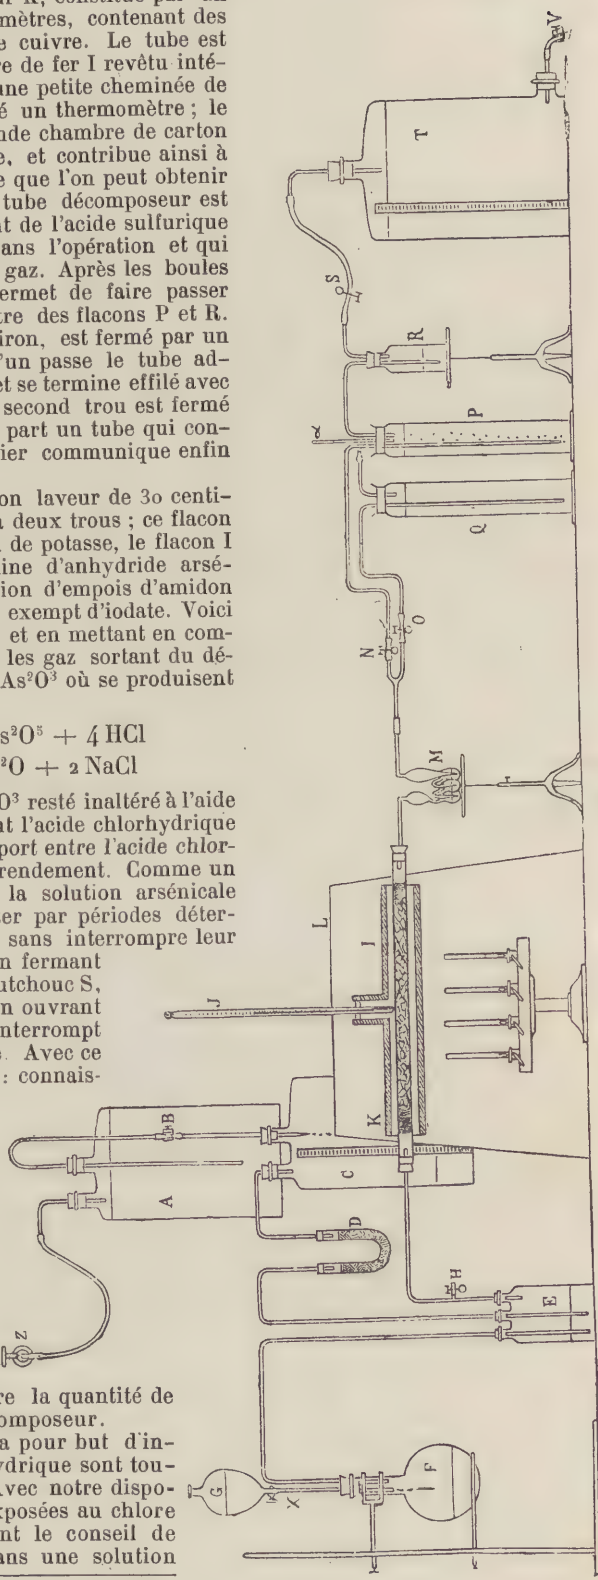 mètres, contenant des
cuivre. Le tube est
re de fer I revêtu inté-
une petite cheminée de
é un thermomètre ; le
nde chambre de carton
e, et contribue ainsi à
e que l'on peut obtenir
tube décomposeur est
nt de l'acide sulfurique
ans l'opération et qui
gaz. Après les boules
ermet de faire passer
tre des flacons P et R.
iron, est fermé par un
'un passe le tube ad-
et se termine effilé avec
second trou est fermé
part un tube qui con-
ier communique enfin
on laveur de 30 centi-
à deux trous ; ce flacon
de potasse, le flacon I
ine d'anhydride arsé-
ion d'empois d'amidon
exempt d'iodate. Voici
et en mettant en com-
les gaz sortant du dé-
As²O³ où se produisent
s²O⁵ + 4 HCl
²O + 2 NaCl
O³ resté inaltéré à l'aide
nt l'acide chlorhydrique
port entre l'acide chlor-
rendement. Comme un
la solution arsénicale
ter par périodes déter-
sans interrompre leur
n fermant
utchouc S,
n ouvrant
nterrompt
Avec ce
: connais-
re la quantité de
omposeur.
a pour but d'in-
ydrique sont tou-
Avec notre dispo-
xposées au chlore
nt le conseil de
ans une solution
V
T
S
R
P
α
Q
O
N
M
L
I
J
K
B
A
C
D
H
E
Z
G
X
F